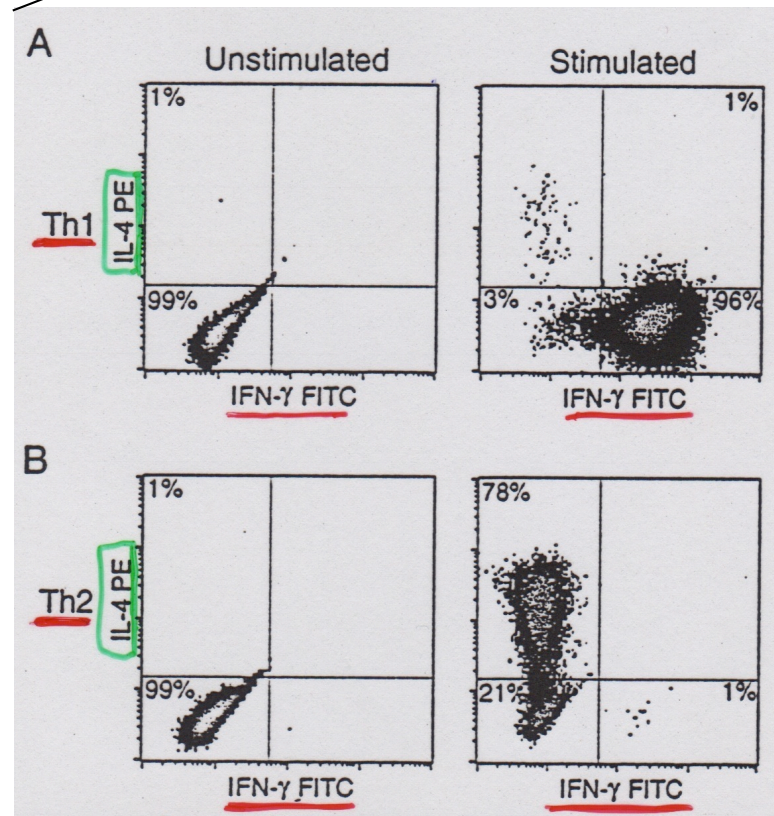 A
Unstimulated
Stimulated
1%
1%
Th1
IL-4 PE
99%
3%
96%
IFN-γ FITC
IFN-γ FITC
B
1%
78%
Th2
IL-4 PE
99%
21%
1%
IFN-γ FITC
IFN-γ FITC